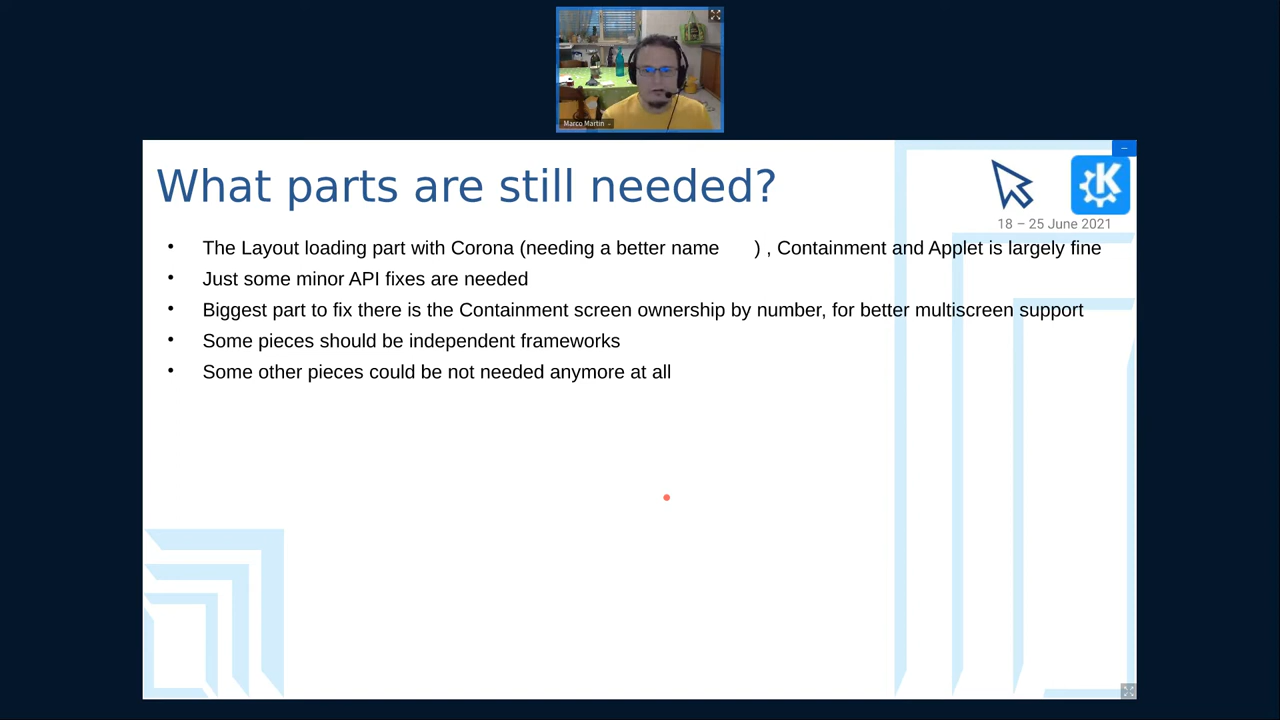 Marco Martin
What parts are still needed?
18 – 25 June 2021
• The Layout loading part with Corona (needing a better name ) , Containment and Applet is largely fine
• Just some minor API fixes are needed
• Biggest part to fix there is the Containment screen ownership by number, for better multiscreen support
• Some pieces should be independent frameworks
• Some other pieces could be not needed anymore at all